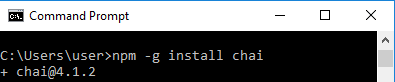 Command Prompt
C:\Users\user>npm -g install chai
+ chai@4.1.2